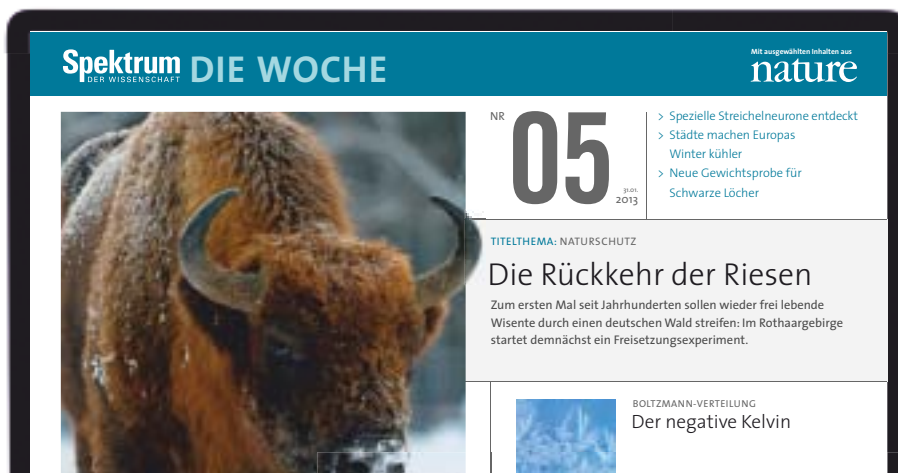 Spektrum
DER WISSENSCHAFT
DIE WOCHE
Mit ausgewählten Inhalten aus
nature
NR
05
31.01.
2013
> Spezielle Streichelneurone entdeckt
> Städte machen Europas
Winter kühler
> Neue Gewichtsprobe für
Schwarze Löcher
TITELTHEMA: NATURSCHUTZ
Die Rückkehr der Riesen
Zum ersten Mal seit Jahrhunderten sollen wieder frei lebende
Wisente durch einen deutschen Wald streifen: Im Rothaargebirge
startet demnächst ein Freisetzungsexperiment.
BOLTZMANN-VERTEILUNG
Der negative Kelvin